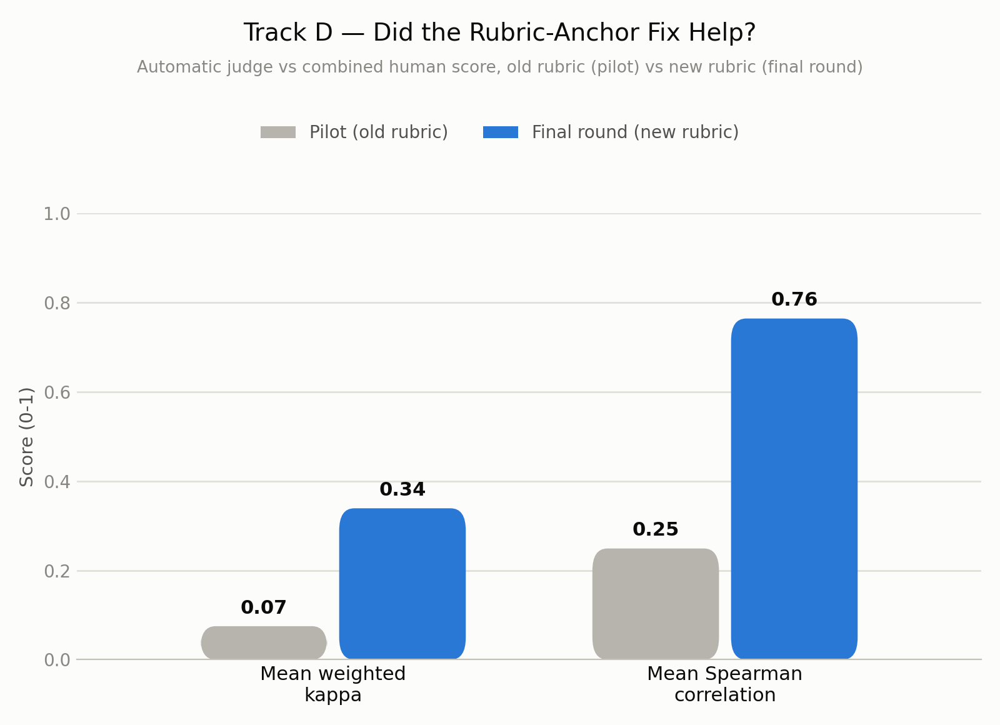 Track D — Did the Rubric-Anchor Fix Help?
Automatic judge vs combined human score, old rubric (pilot) vs new rubric (final round)
Pilot (old rubric)
Final round (new rubric)
Score (0-1)
1.0
0.8
0.6
0.4
0.2
0.0
0.07
0.34
0.25
0.76
Mean weighted
kappa
Mean Spearman
correlation